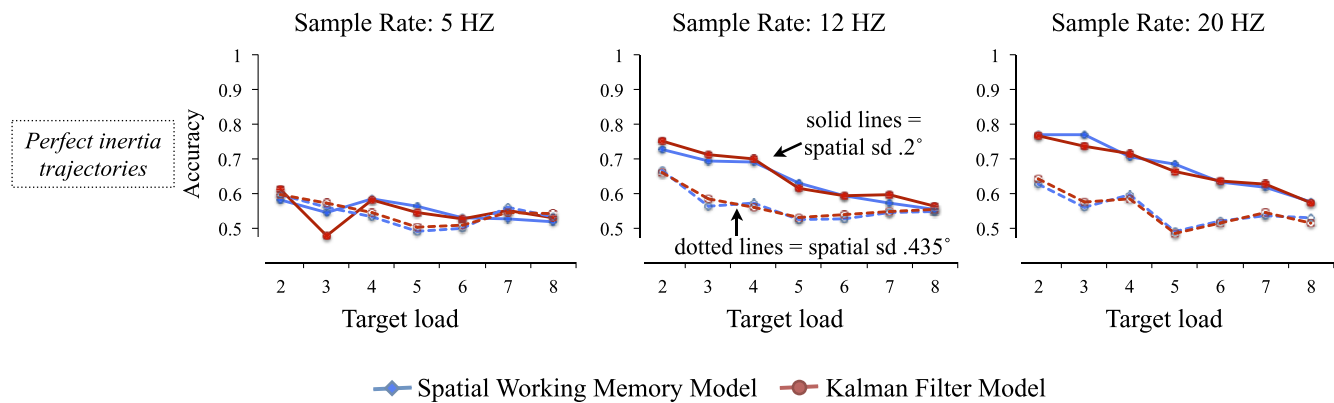 Sample Rate: 5 HZ
Sample Rate: 12 HZ
Sample Rate: 20 HZ
Perfect inertia
trajectories
Accuracy
1
0.9
0.8
0.7
0.6
0.5
2 3 4 5 6 7 8
Target load
1
0.9
0.8
0.7
0.6
0.5
solid lines =
spatial sd .2°
dotted lines = spatial sd .435°
2 3 4 5 6 7 8
Target load
1
0.9
0.8
0.7
0.6
0.5
2 3 4 5 6 7 8
Target load
Spatial Working Memory Model Kalman Filter Model